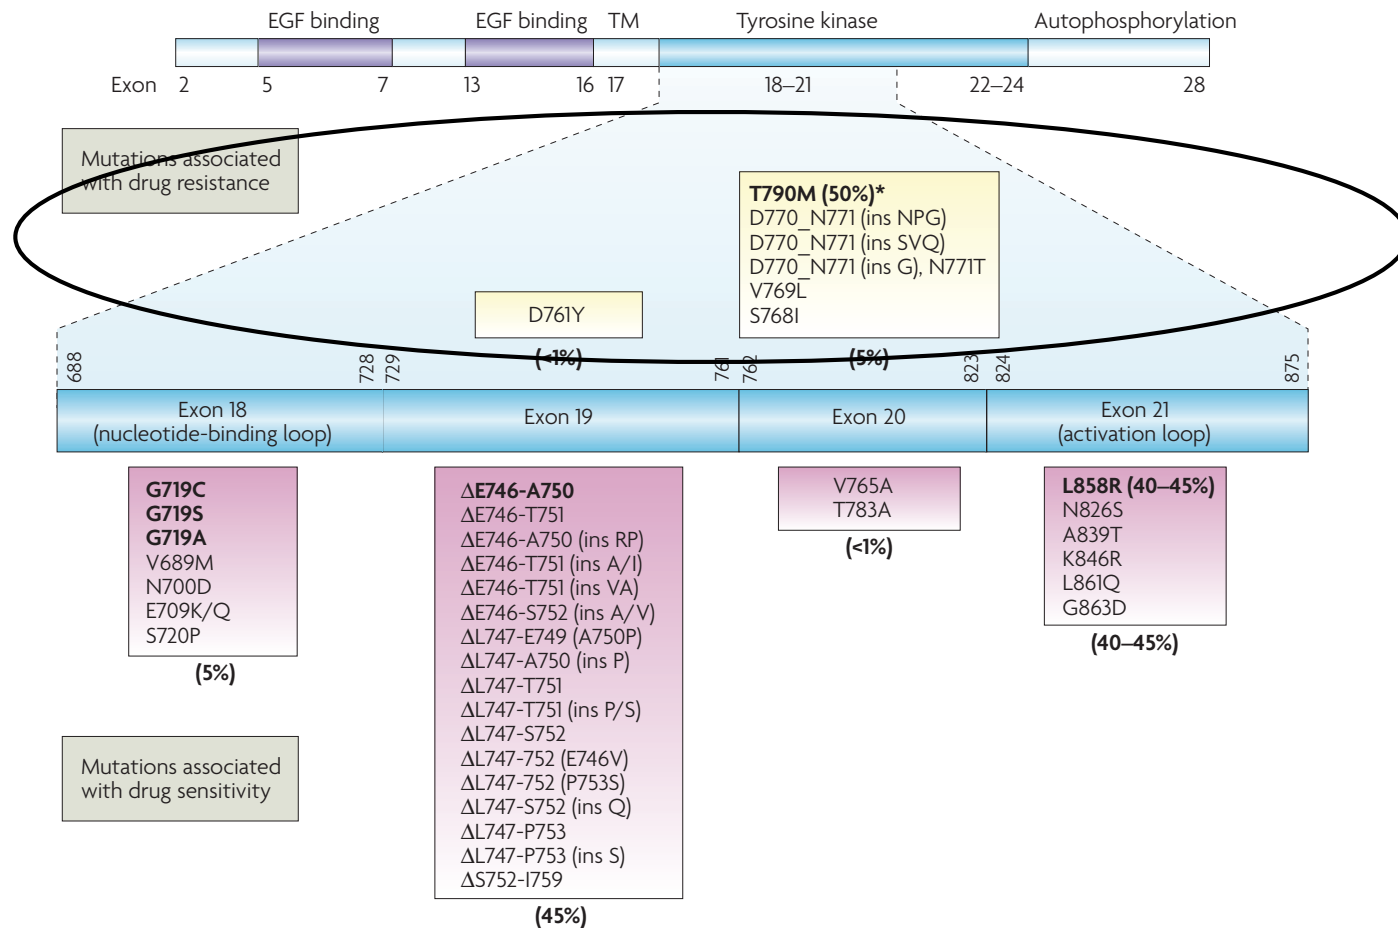 EGF binding EGF binding TM Tyrosine kinase Autophosphorylation
Exon 2 5 7 13 16 17 18–21 22–24 28
Mutations associated
with drug resistance
T790M (50%)*
D770_N771 (ins NPG)
D770_N771 (ins SVQ)
D770_N771 (ins G), N771T
V769L
S768I
(5%)
D761Y
(<1%)
688 728 729 761 762 823 824 875
Exon 18
(nucleotide-binding loop)
Exon 19
Exon 20
Exon 21
(activation loop)
G719C
G719S
G719A
V689M
N700D
E709K/Q
S720P
(5%)
ΔE746-A750
ΔE746-T751
ΔE746-A750 (ins RP)
ΔE746-T751 (ins A/I)
ΔE746-T751 (ins VA)
ΔE746-S752 (ins A/V)
ΔL747-E749 (A750P)
ΔL747-A750 (ins P)
ΔL747-T751
ΔL747-T751 (ins P/S)
ΔL747-S752
ΔL747-752 (E746V)
ΔL747-752 (P753S)
ΔL747-S752 (ins Q)
ΔL747-P753
ΔL747-P753 (ins S)
ΔS752-I759
(45%)
V765A
T783A
(<1%)
L858R (40–45%)
N826S
A839T
K846R
L861Q
G863D
(40–45%)
Mutations associated
with drug sensitivity